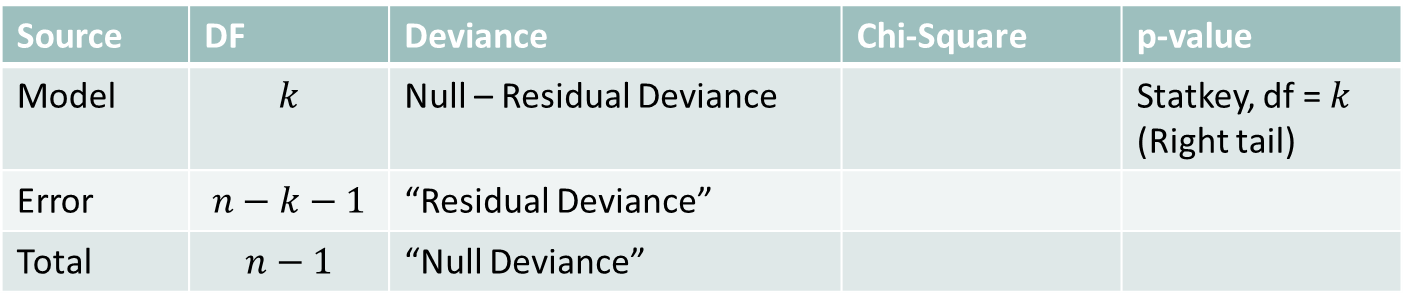 Source DF Deviance Chi-Square p-value
Model k Null – Residual Deviance Statkey, df = k
(Right tail)
Error n − k − 1 “Residual Deviance”
Total n − 1 “Null Deviance”